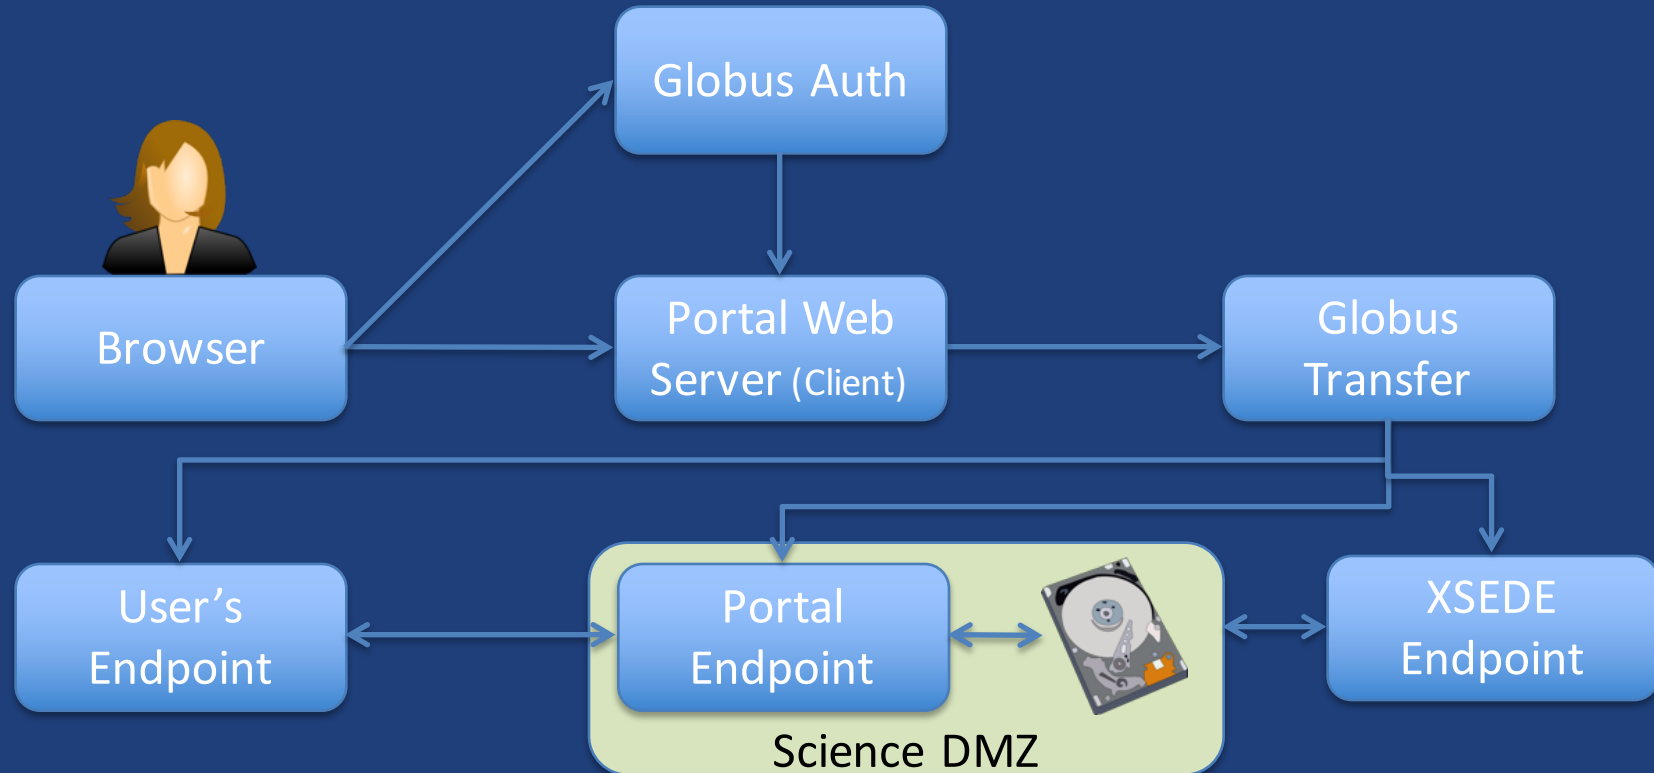 Globus Auth
Browser
Portal Web
Server (Client)
Globus
Transfer
User’s
Endpoint
Portal
Endpoint
XSEDE
Endpoint
Science DMZ